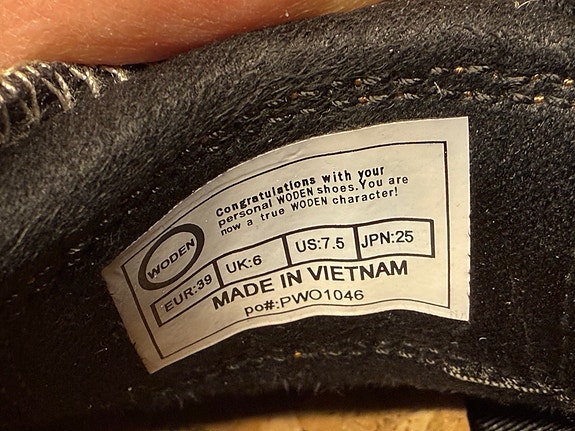 Congratulations with your
personal WODEN shoes.You are
now a true WODEN character!
WODEN
EUR:39 UK:6 US:7.5 JPN:25
MADE IN VIETNAM
po#:PWO1046